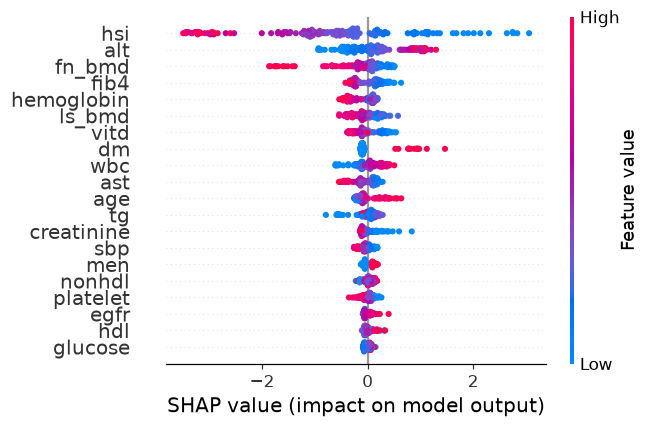 High
hsi
alt
fn_bmd
fib4
hemoglobin
ls_bmd
vitd
dm
wbc
ast
age
tg
creatinine
sbp
men
nonhdl
platelet
egfr
hdl
glucose
Feature value
Low
−2 0 2
SHAP value (impact on model output)